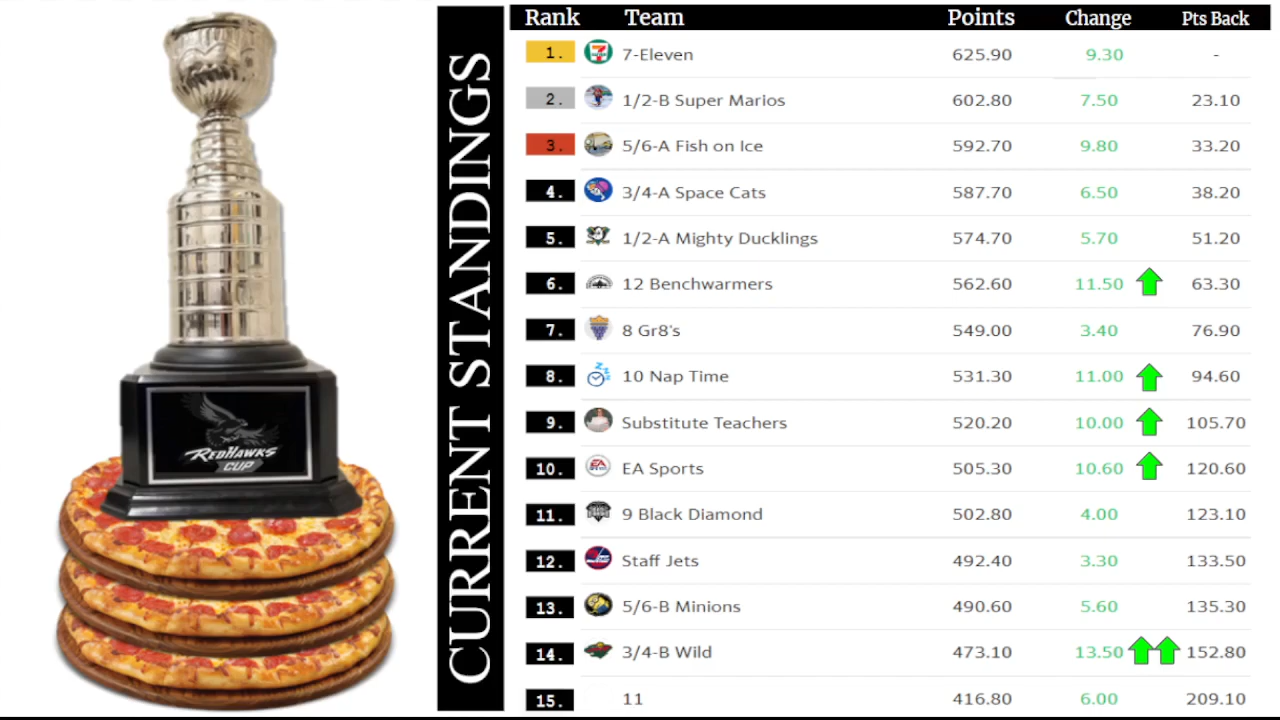 Rank Team Points Change Pts Back
1. 7-Eleven 625.90 9.30 -
2. 1/2-B Super Marios 602.80 7.50 23.10
3. 5/6-A Fish on Ice 592.70 9.80 33.20
4. 3/4-A Space Cats 587.70 6.50 38.20
5. 1/2-A Mighty Ducklings 574.70 5.70 51.20
6. 12 Benchwarmers 562.60 11.50 63.30
7. 8 Gr8's 549.00 3.40 76.90
8. 10 Nap Time 531.30 11.00 94.60
9. Substitute Teachers 520.20 10.00 105.70
10. EA Sports 505.30 10.60 120.60
11. 9 Black Diamond 502.80 4.00 123.10
12. Staff Jets 492.40 3.30 133.50
13. 5/6-B Minions 490.60 5.60 135.30
14. 3/4-B Wild 473.10 13.50 152.80
15. 11 416.80 6.00 209.10
CURRENT STANDINGS
REDHAWKS
CUP